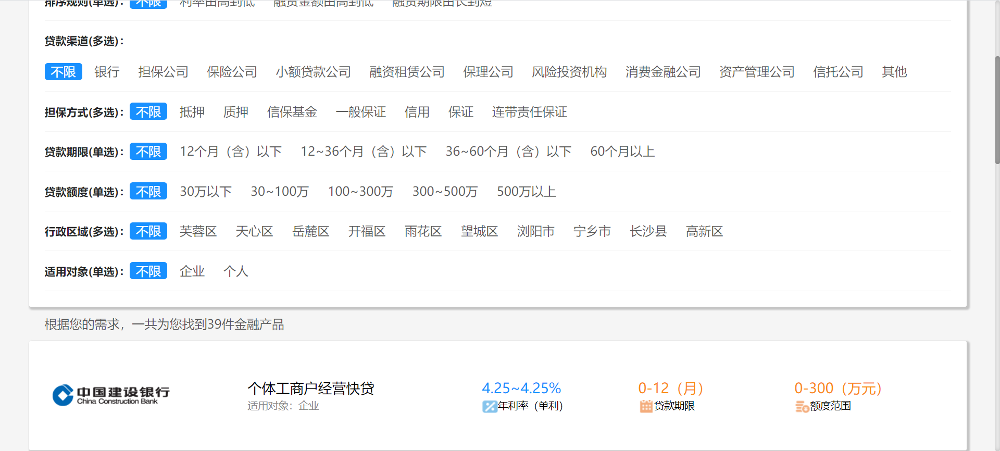 排序规则(单选)： 不限 利率由高到低 融资金额由高到低 融资期限由长到短
贷款渠道(多选)：
不限 银行 担保公司 保险公司 小额贷款公司 融资租赁公司 保理公司 风险投资机构 消费金融公司 资产管理公司 信托公司 其他
担保方式(多选)： 不限 抵押 质押 信保基金 一般保证 信用 保证 连带责任保证
贷款期限(单选)： 不限 12个月（含）以下 12~36个月（含）以下 36~60个月（含）以下 60个月以上
贷款额度(单选)： 不限 30万以下 30~100万 100~300万 300~500万 500万以上
行政区域(多选)： 不限 芙蓉区 天心区 岳麓区 开福区 雨花区 望城区 浏阳市 宁乡市 长沙县 高新区
适用对象(单选)： 不限 企业 个人
根据您的需求，一共为您找到39件金融产品
中国建设银行
China Construction Bank
个体工商户经营快贷 4.25~4.25% 0-12（月） 0-300（万元）
适用对象：企业 年利率（单利） 贷款期限 额度范围